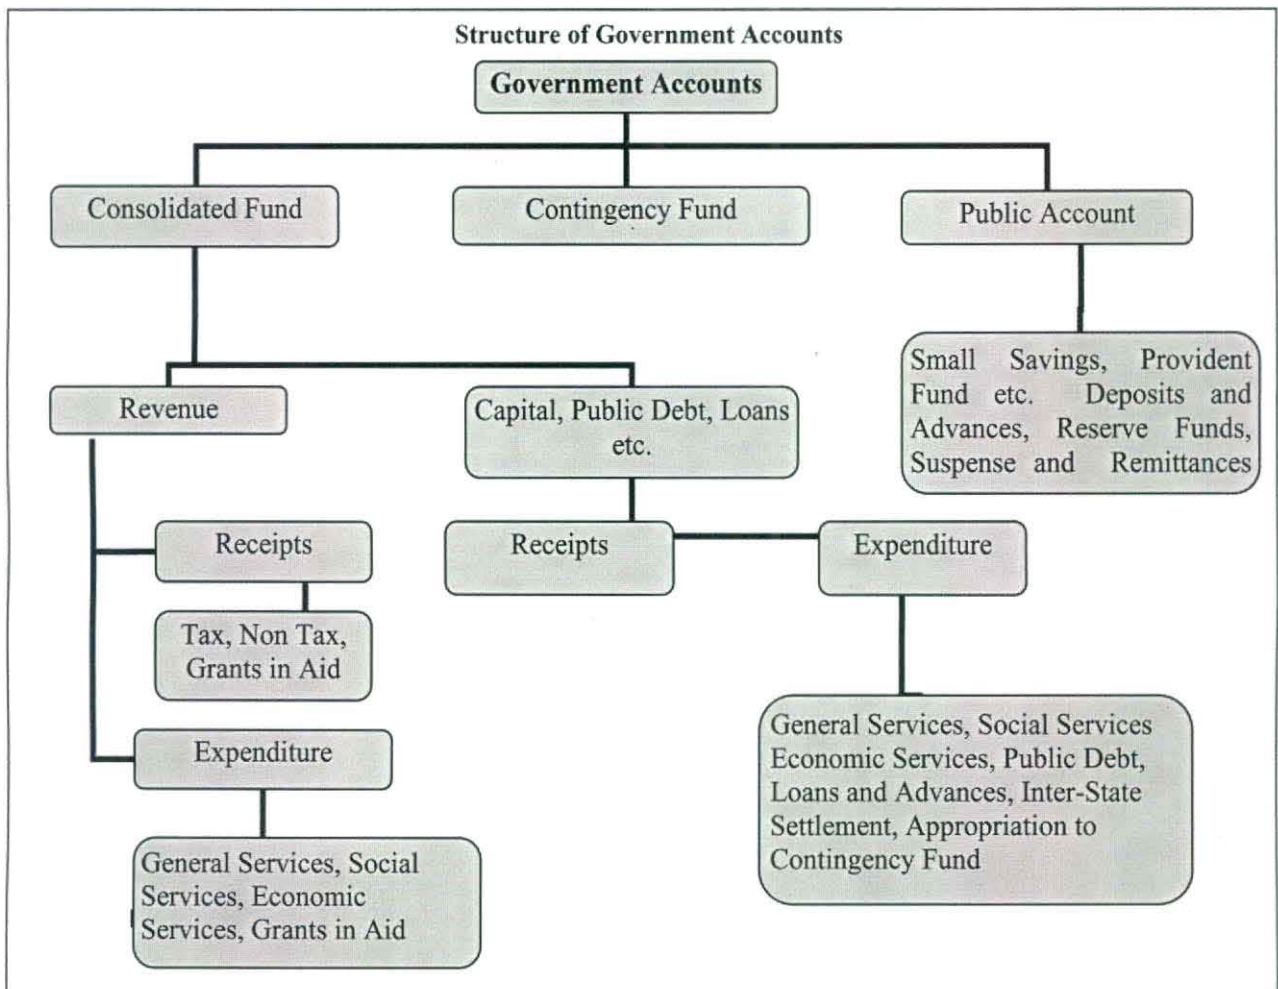 Structure of Government Accounts
Government Accounts
Consolidated Fund
Contingency Fund
Public Account
Small Savings, Provident
Fund etc. Deposits and
Advances, Reserve Funds,
Suspense and Remittances
Revenue
Capital, Public Debt, Loans
etc.
Receipts
Receipts
Expenditure
Tax, Non Tax,
Grants in Aid
Expenditure
General Services, Social Services
Economic Services, Public Debt,
Loans and Advances, Inter-State
Settlement, Appropriation to
Contingency Fund
General Services, Social
Services, Economic
Services, Grants in Aid